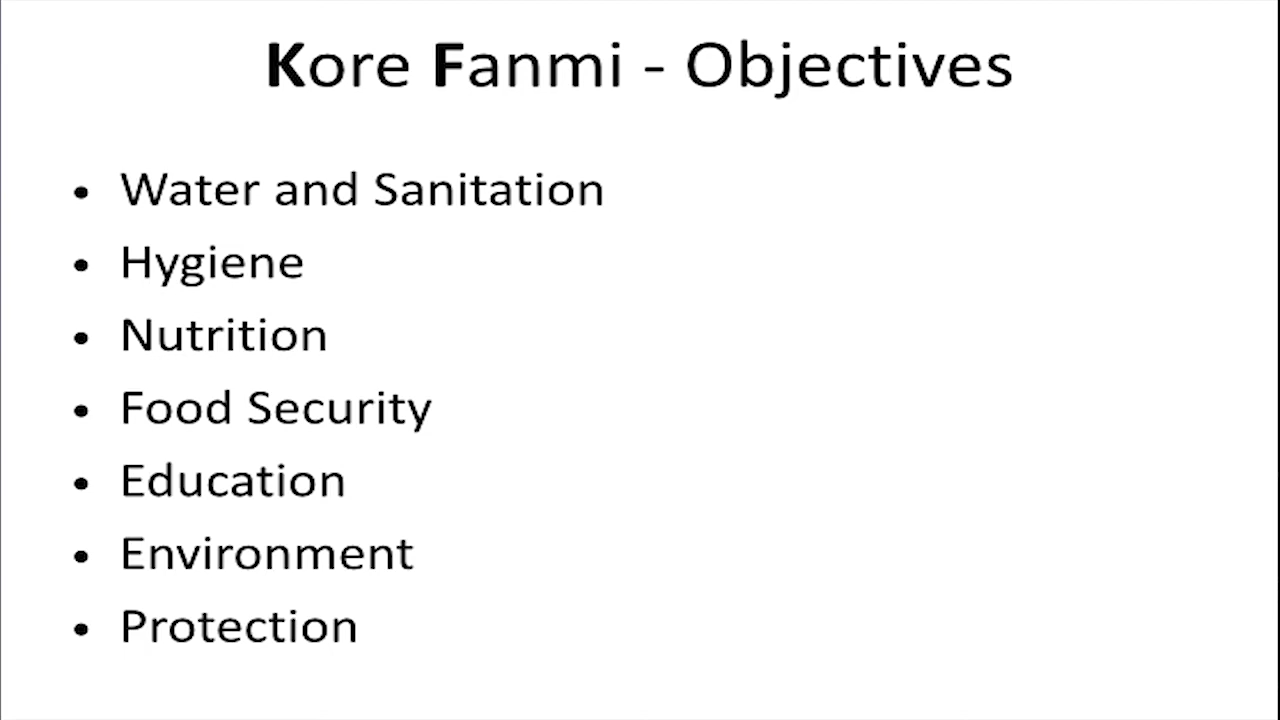 Kore Fanmi - Objectives
• Water and Sanitation
• Hygiene
• Nutrition
• Food Security
• Education
• Environment
• Protection